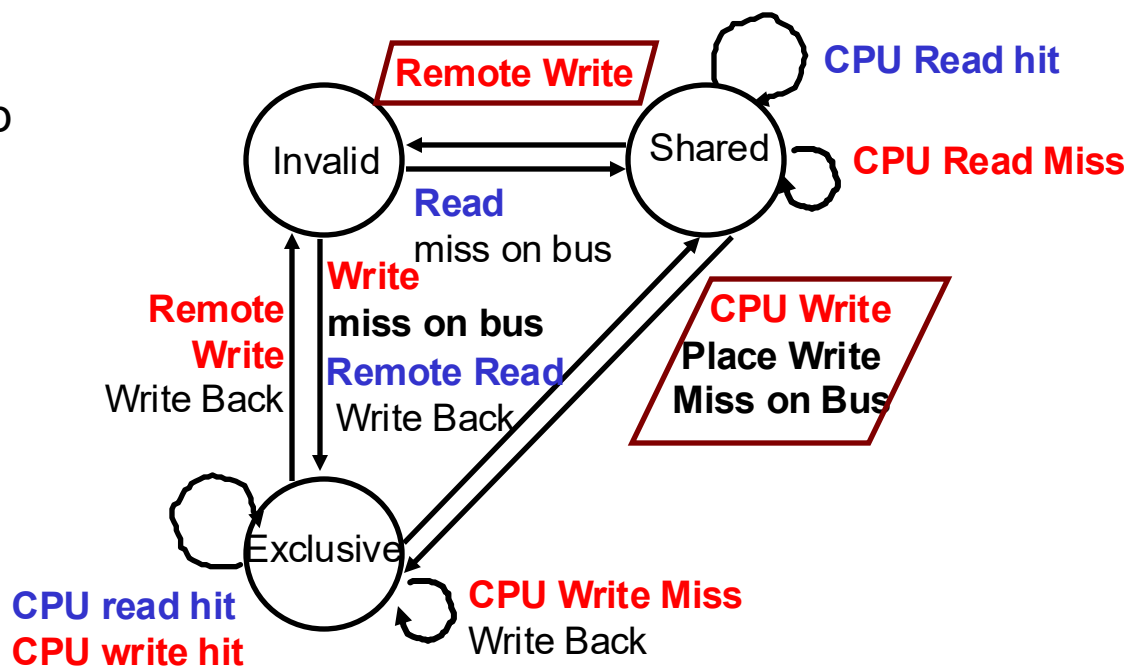 Remote Write
CPU Read hit
Invalid
Shared
CPU Read Miss
Read
miss on bus
Remote
Write
Write Back
Write
miss on bus
Remote Read
Write Back
CPU Write
Place Write
Miss on Bus
Exclusive
CPU read hit
CPU write hit
CPU Write Miss
Write Back